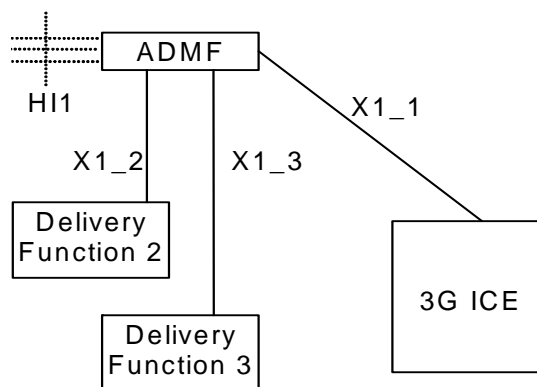 ADMF
HI1
X1_1
X1_2
X1_3
Delivery
Function 2
3G ICE
Delivery
Function 3